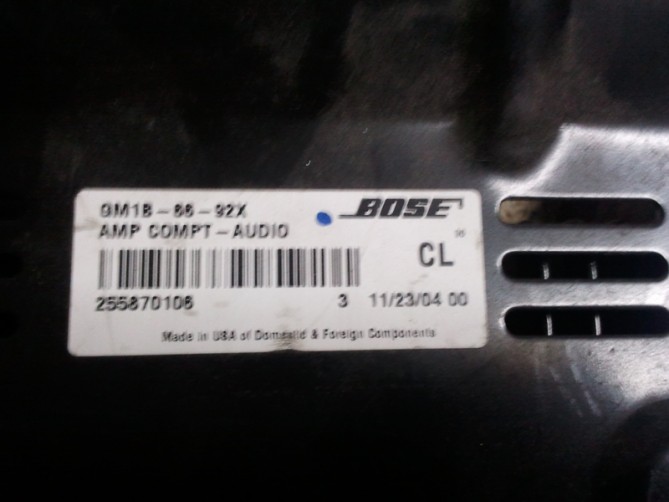 GM1B-66-92X
BOSE
AMP COMPT-AUDIO
CL
255870106 3 11/23/04 00
Made in USA of Domestic & Foreign Components